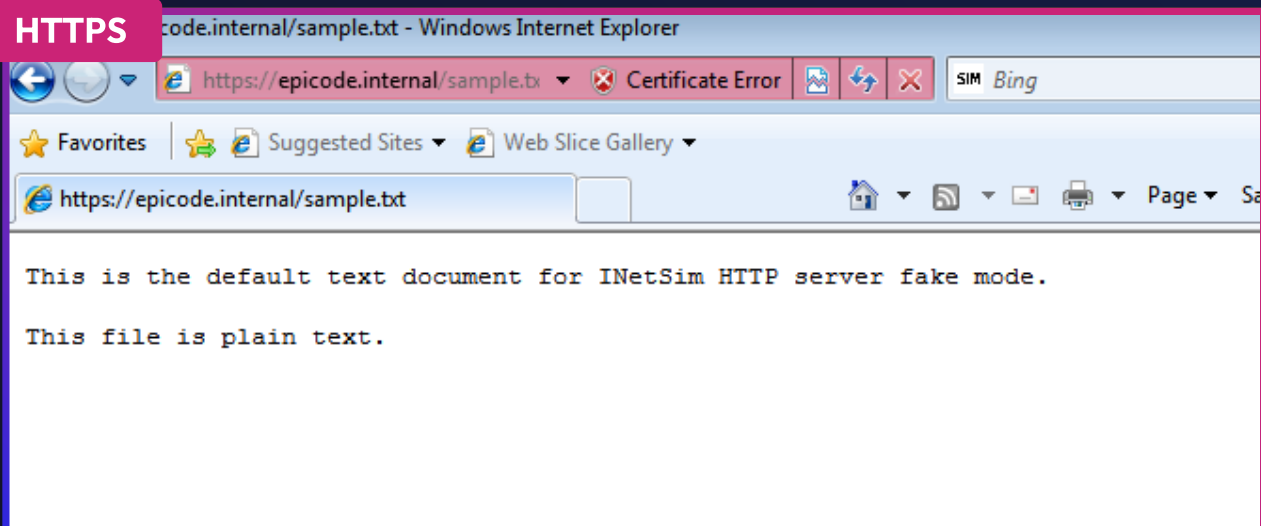 HTTPS
code.internal/sample.txt - Windows Internet Explorer
https://epicode.internal/sample.tx
Certificate Error
SIM Bing
Favorites
Suggested Sites
Web Slice Gallery
https://epicode.internal/sample.txt
Page
Sa
This is the default text document for INetSim HTTP server fake mode.
This file is plain text.